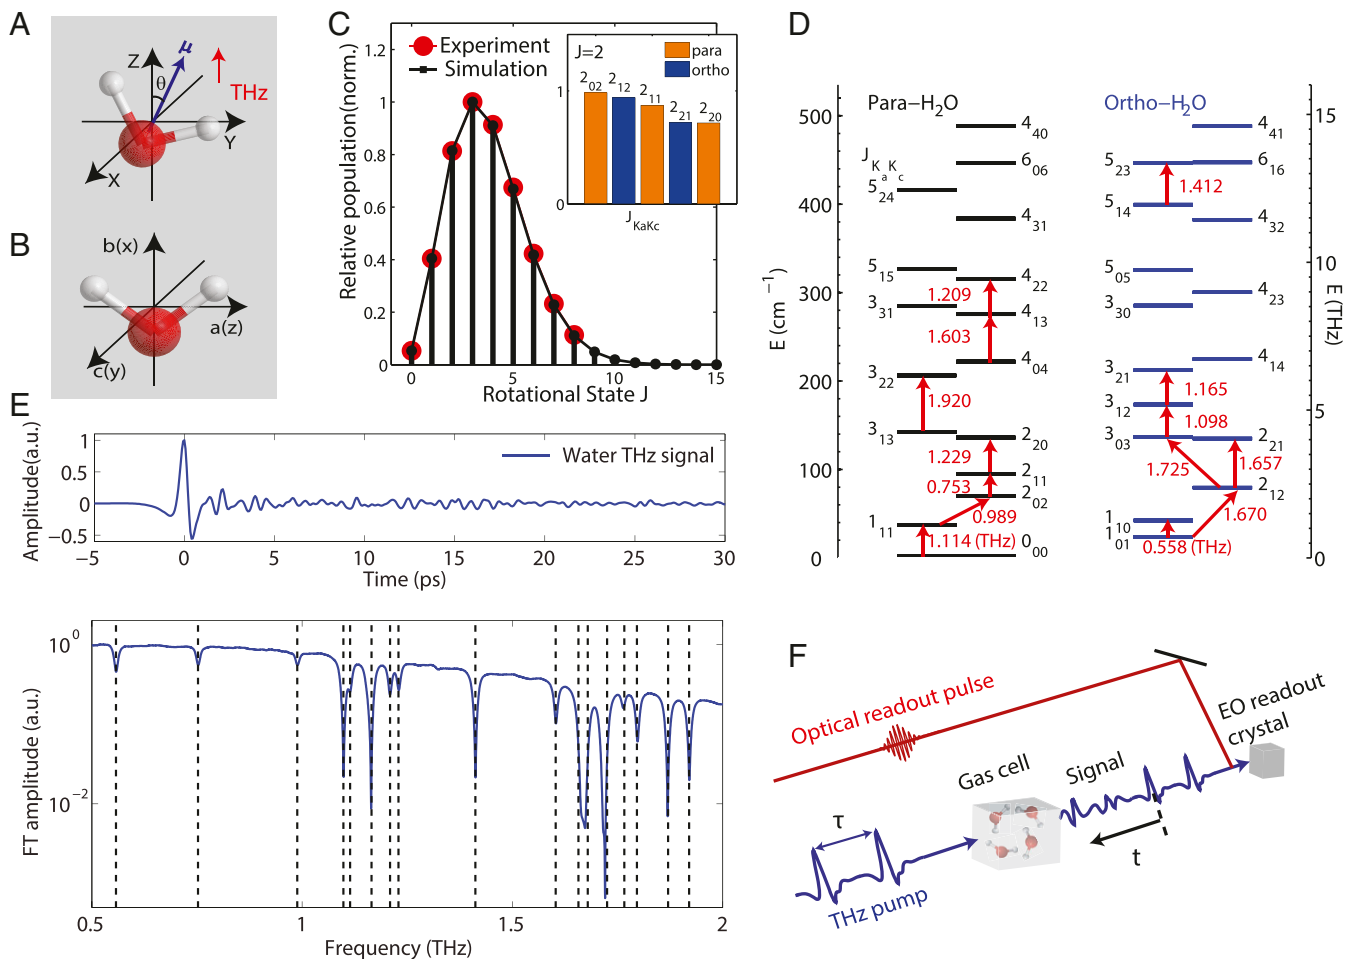 A
Z
μ
θ
THz
Y
X
B
b(x)
a(z)
c(y)
C
Relative population(norm.)
1.2
1
0.8
0.6
0.4
0.2
0
Experiment
Simulation
0
5
10
15
Rotational State J
J=2
para
ortho
1
0
2 02
2 12
2 11
2 21
2 20
J KaKc
D
E (cm −1)
500
400
300
200
100
0
Para−H2O
Ortho−H2O
J K a K c
4 40
6 06
5 24
4 31
5 15
4 22
1.209
3 31
4 13
1.603
4 04
3 22
1.920
3 13
2 20
1.229
2 11
0.753
2 02
0.989
1 11
1.114 (THz)
0 00
4 41
5 23
6 16
1.412
5 14
4 32
5 05
4 23
3 30
4 14
3 21
1.165
3 12
1.098
3 03
2 21
1.725
1.657
2 12
1.670
1 10
1 01
0.558 (THz)
15
10
5
0
E (THz)
E
Amplitude(a.u.)
1
0.5
0
−0.5
Water THz signal
−5
0
5
10
15
20
25
30
Time (ps)
FT amplitude (a.u.)
10 0
10 −2
0.5
1
1.5
2
Frequency (THz)
F
Optical readout pulse
EO readout
crystal
Gas cell
Signal
τ
t
THz pump